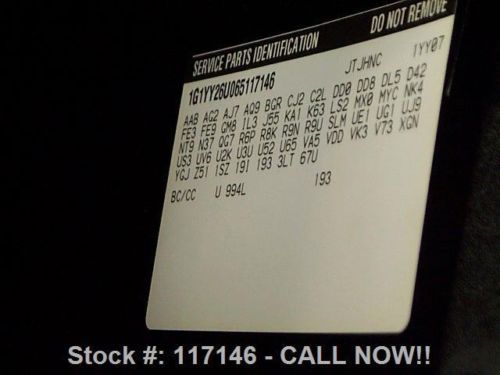 SERVICE PARTS IDENTIFICATION DO NOT REMOVE
1G1YY26U065117146 JTJHNC 1YY07
AA8 AG2 AJ7 AQ9 BGR CJ2 C2L DD0 DD8 DL5 D42
FE3 FE9 GM8 IL3 J55 KA1 K63 LS2 MX0 MYC NK4
NT9 N37 QG7 R6P R8K R9N R9U SLM UE1 UG1 UJ9
US3 UV6 U2K U3U U52 U65 VA5 VDD VK3 V73 XGN
YGJ Z51 1SZ 19I 193 3LT 67U
BC/CC U 994L 193
Stock #: 117146 - CALL NOW!!